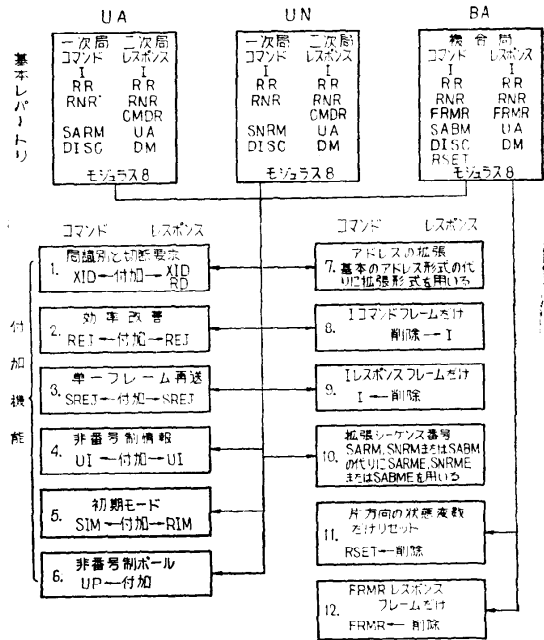 UA UN BA
基本レパートリ
一次局 二次局
コマンド レスポンス
I I
RR RR
RNR RNR
CMDR
SARM UA
DISC DM
モジュラス8
一次局 二次局
コマンド レスポンス
I I
RR RR
RNR RNR
CMDR
SNRM UA
DISC DM
モジュラス8
複合局
コマンド レスポンス
I I
RR RR
RNR RNR
FRMR FRMR
SABM UA
DISC DM
RSET
モジュラス8
付加機能
コマンド レスポンス
1. 局識別と切断要求
XID←付加→XID
RD
2. 効率改善
REJ←付加→REJ
3. 単一フレーム再送
SREJ←付加→SREJ
4. 非番号制情報
UI←付加→UI
5. 初期モード
SIM←付加→RIM
6. 非番号制ポール
UP←付加
コマンド レスポンス
7. アドレスの拡張
基本のアドレス形式の代
りに拡張形式を用いる
8. Iコマンドフレームだけ
削除→I
9. Iレスポンスフレームだけ
I←削除
10. 拡張シーケンス番号
SARM,SNRMまたはSABM
の代りにSARME,SNRME
またはSABMEを用いる
11. 片方向の状態変数
だけリセット
RSET←削除
12. FRMRレスポンス
フレームだけ
FRMR←削除